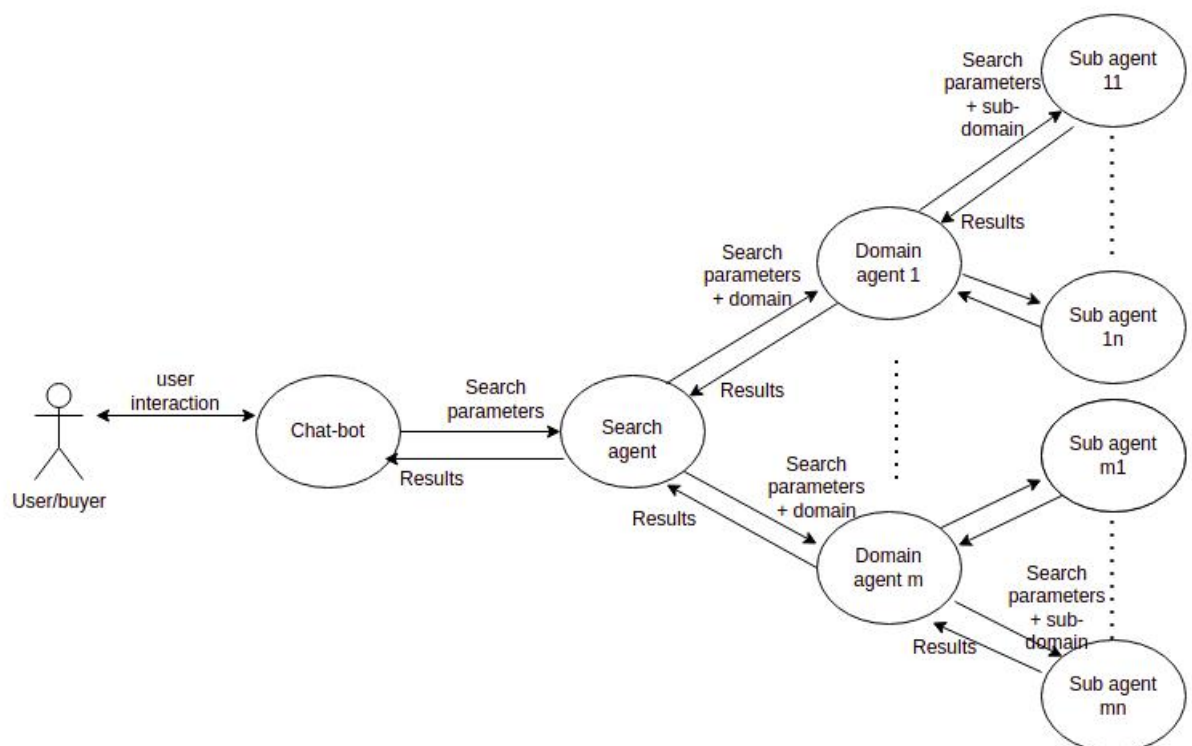 Search
parameters
+ sub-
domain
Sub agent
11
Results
Search
parameters
+ domain
Domain
agent 1
Sub agent
1n
Results
user
interaction
Search
parameters
Chat-bot
Search
agent
Results
User/buyer
Search
parameters
+ domain
Results
Sub agent
m1
Domain
agent m
Search
parameters
+ sub-
domain
Results
Sub agent
mn